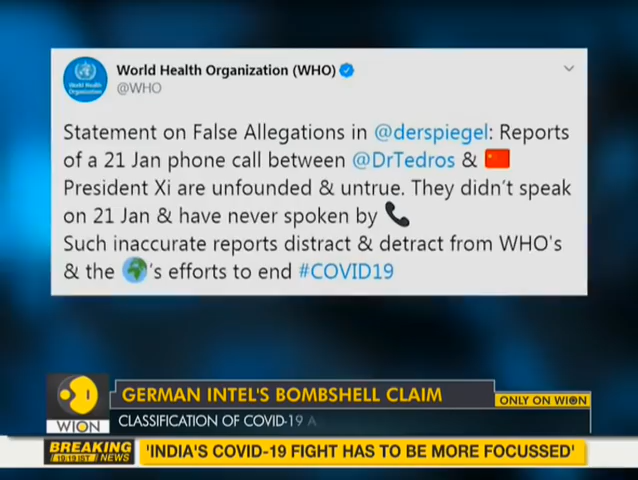 World Health Organization (WHO)
@WHO
Statement on False Allegations in @derspiegel: Reports
of a 21 Jan phone call between @DrTedros &
President Xi are unfounded & untrue. They didn't speak
on 21 Jan & have never spoken by
Such inaccurate reports distract & detract from WHO's
& the 's efforts to end #COVID19
GERMAN INTEL'S BOMBSHELL CLAIM
ONLY ON WION
WION
CLASSIFICATION OF COVID-19 A
BREAKING
NEWS
'INDIA'S COVID-19 FIGHT HAS TO BE MORE FOCUSSED'